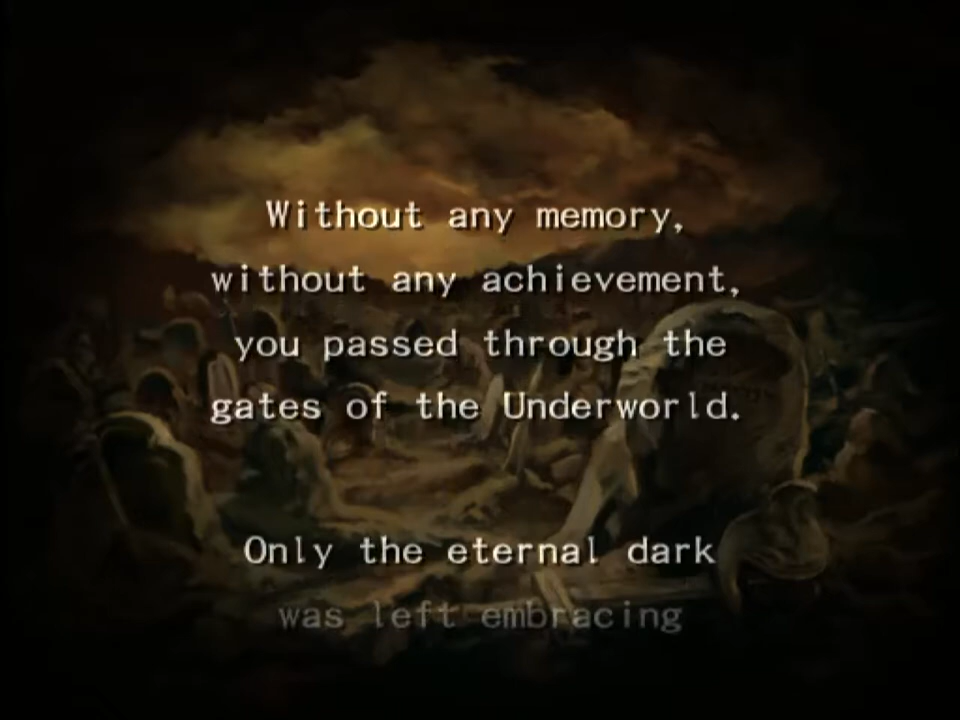 Without any memory,
without any achievement,
you passed through the
gates of the Underworld.
Only the eternal dark
was left embracing